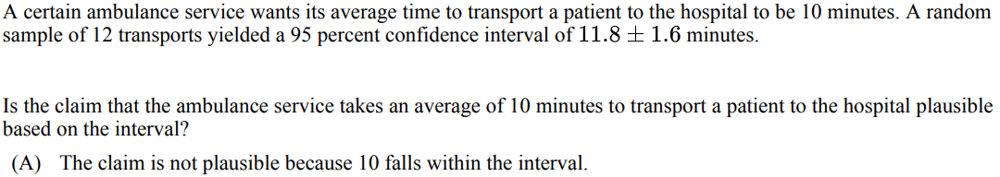 A certain ambulance service wants its average time to transport a patient to the hospital to be 10 minutes. A random
sample of 12 transports yielded a 95 percent confidence interval of 11.8 ± 1.6 minutes.
Is the claim that the ambulance service takes an average of 10 minutes to transport a patient to the hospital plausible
based on the interval?
(A) The claim is not plausible because 10 falls within the interval.